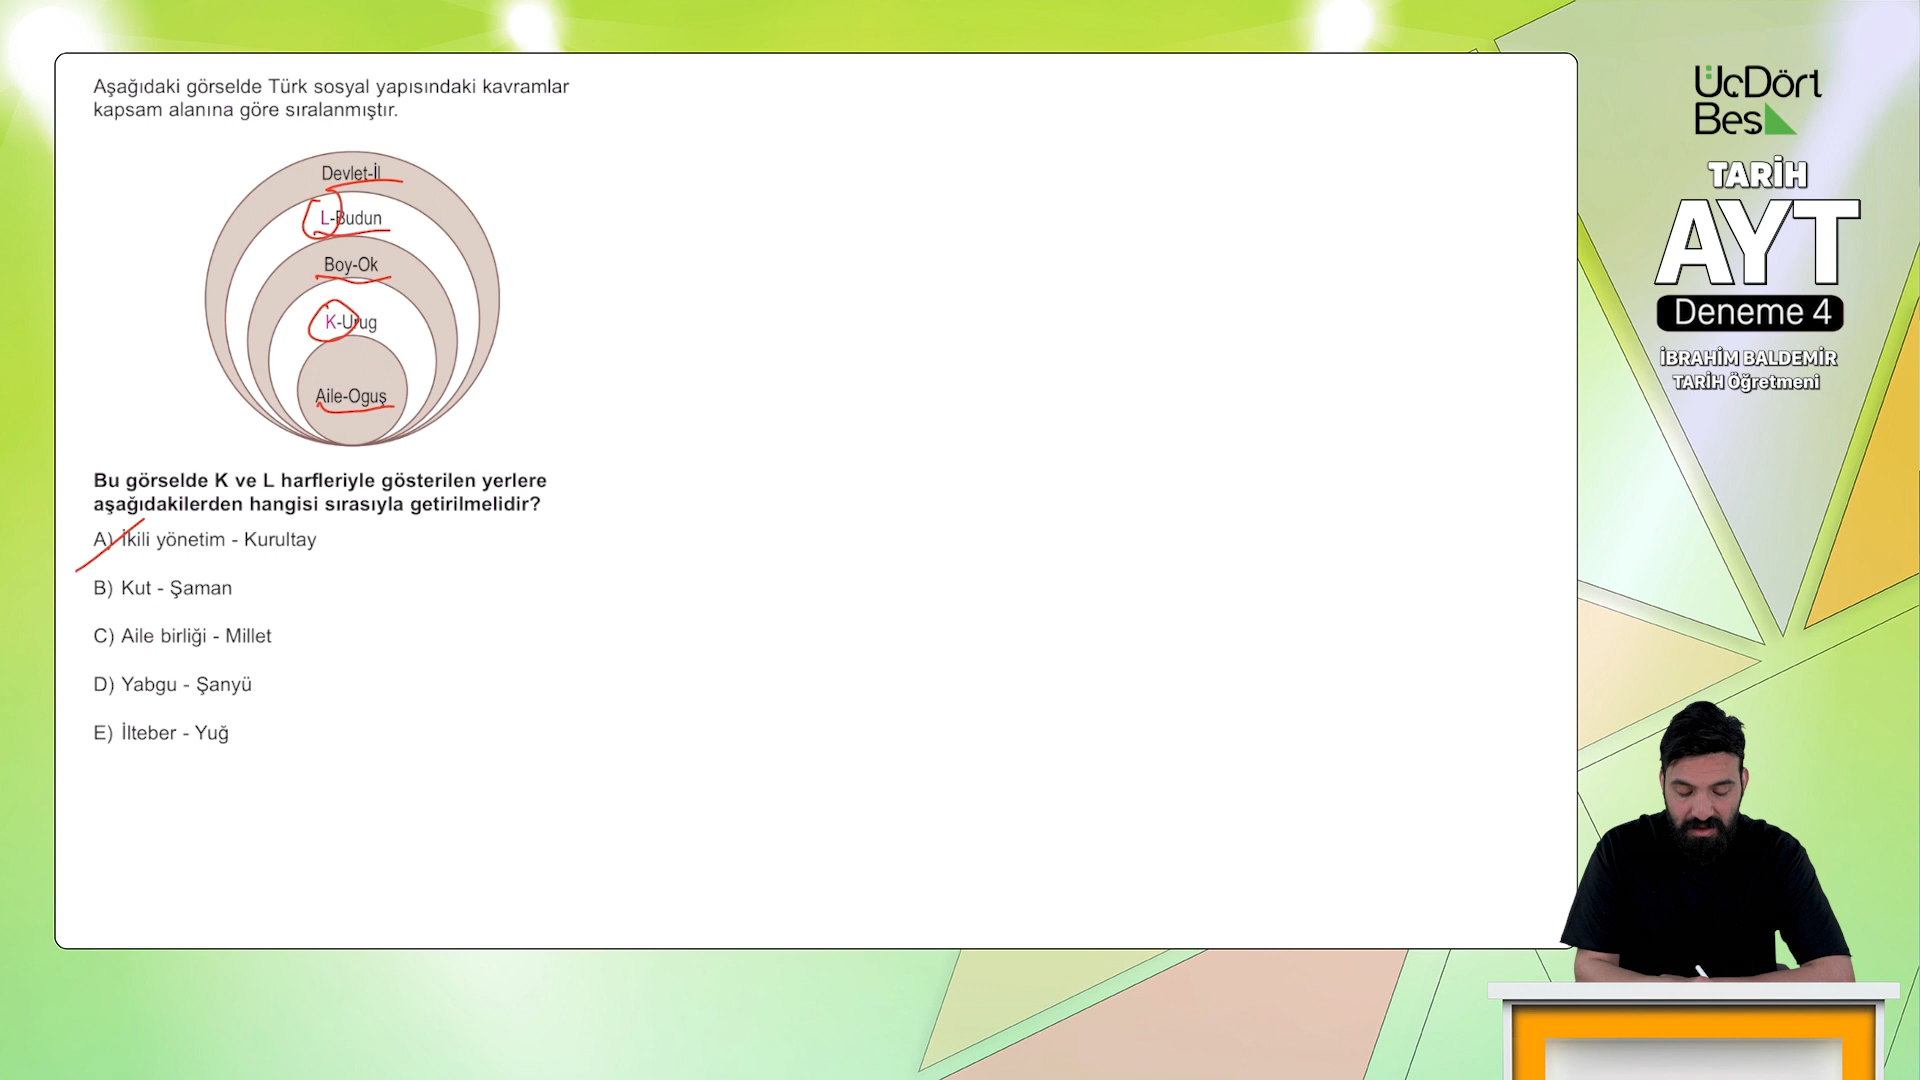 Aşağıdaki görselde Türk sosyal yapısındaki kavramlar
kapsam alanına göre sıralanmıştır.
Devlet-İl
L-Budun
Boy-Ok
K-Urug
Aile-Oguş
Bu görselde K ve L harfleriyle gösterilen yerlere
aşağıdakilerden hangisi sırasıyla getirilmelidir?
A) İkili yönetim - Kurultay
B) Kut - Şaman
C) Aile birliği - Millet
D) Yabgu - Şanyü
E) İlteber - Yuğ
ÜçDört
Beş
TARİH
AYT
Deneme 4
İBRAHİM BALDEMİR
TARİH Öğretmeni